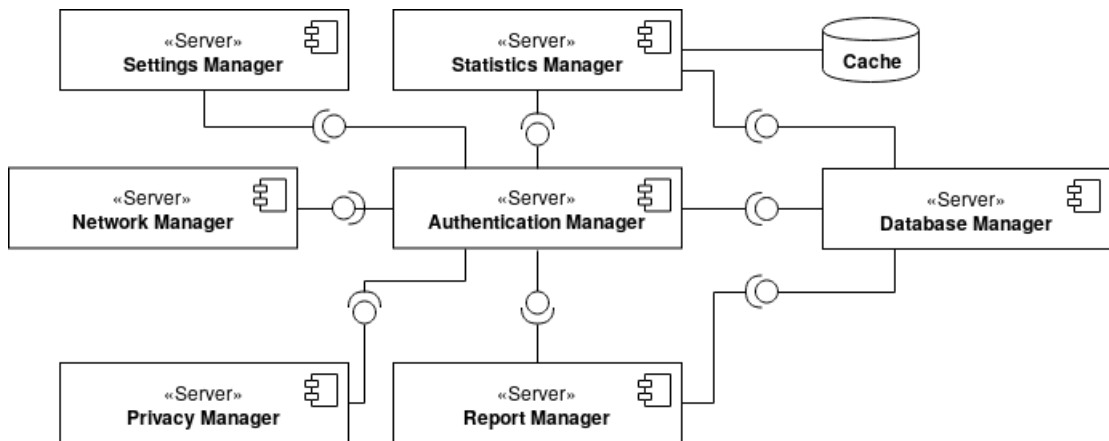 «Server»
Settings Manager
«Server»
Statistics Manager
Cache
«Server»
Network Manager
«Server»
Authentication Manager
«Server»
Database Manager
«Server»
Privacy Manager
«Server»
Report Manager